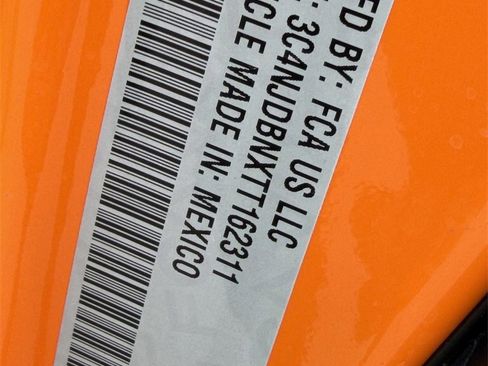 ED BY: FCA US LLC
: 3C4NJDBNXTT162311
CLE MADE IN: MEXICO